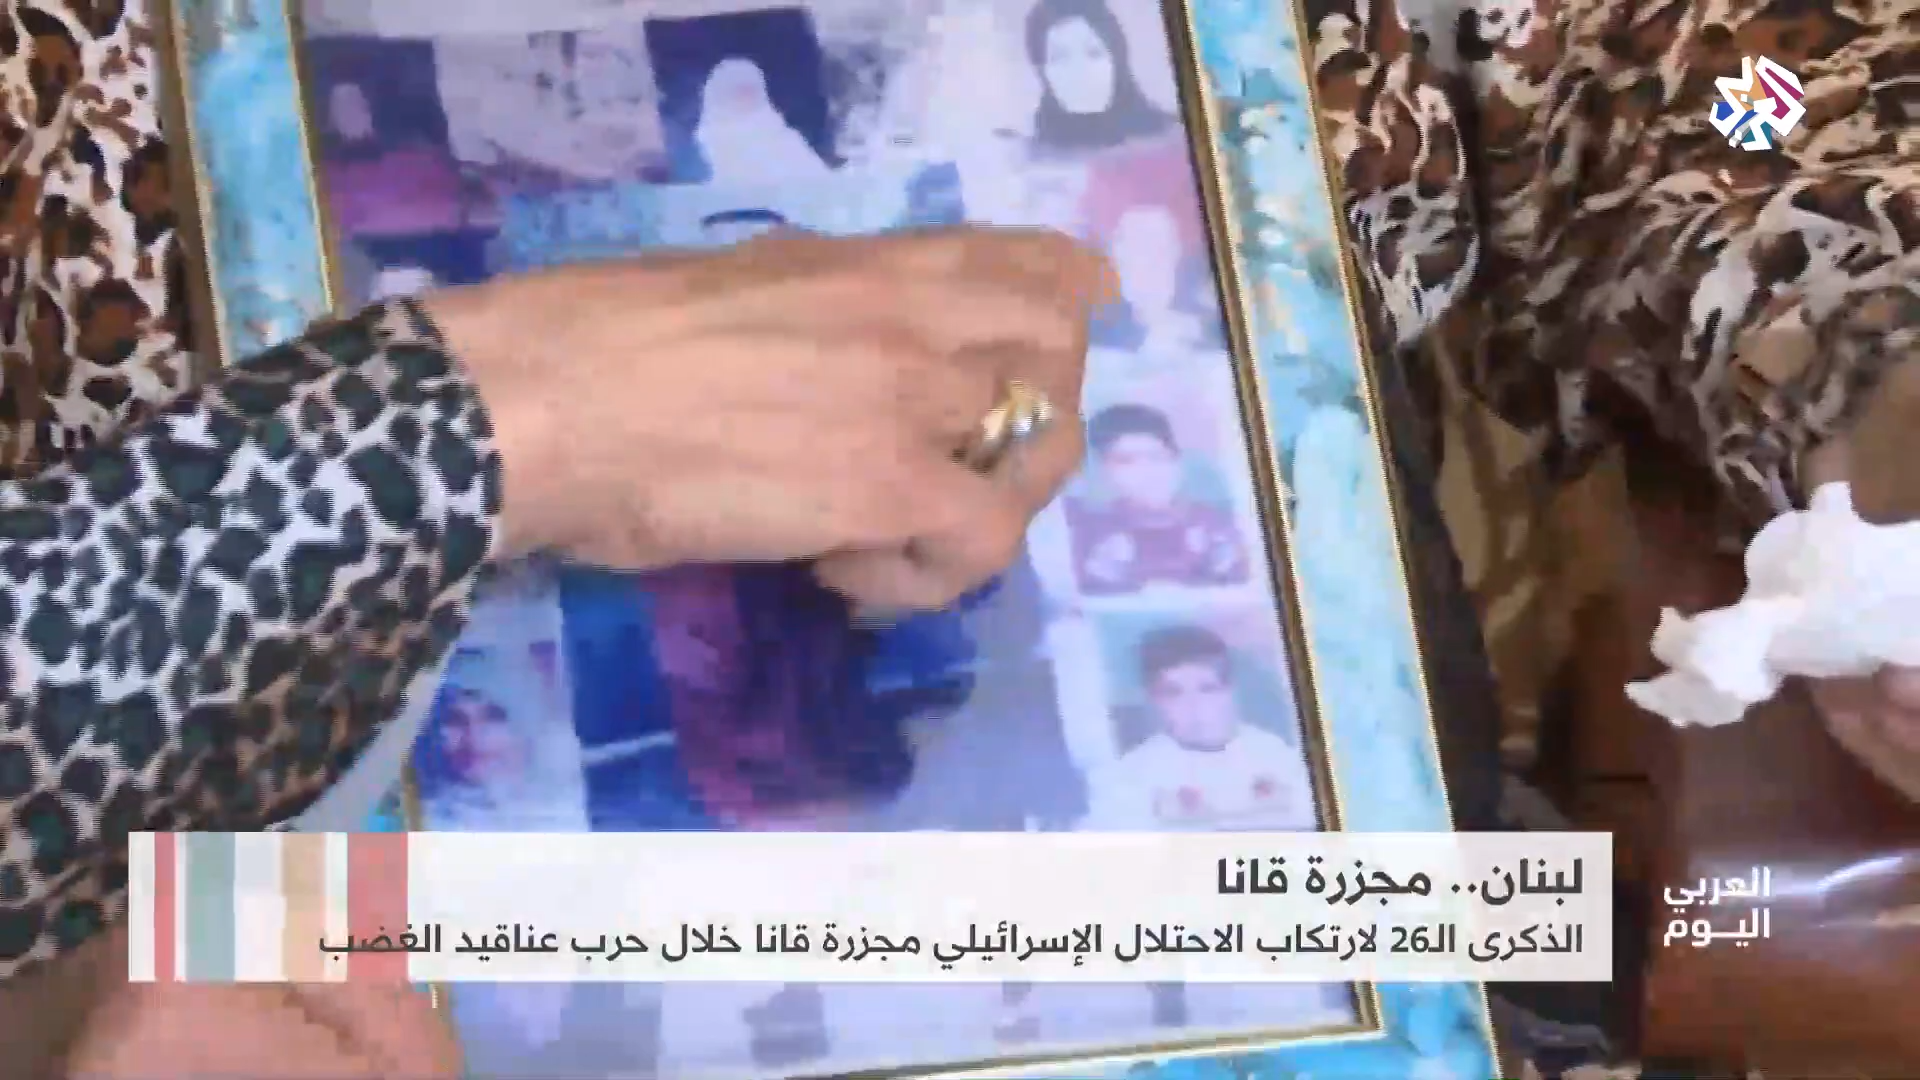 لبنان.. مجزرة قانا
الذكرى الـ26 لارتكاب الاحتلال الإسرائيلي مجزرة قانا خلال حرب عناقيد الغضب
العربي
اليوم